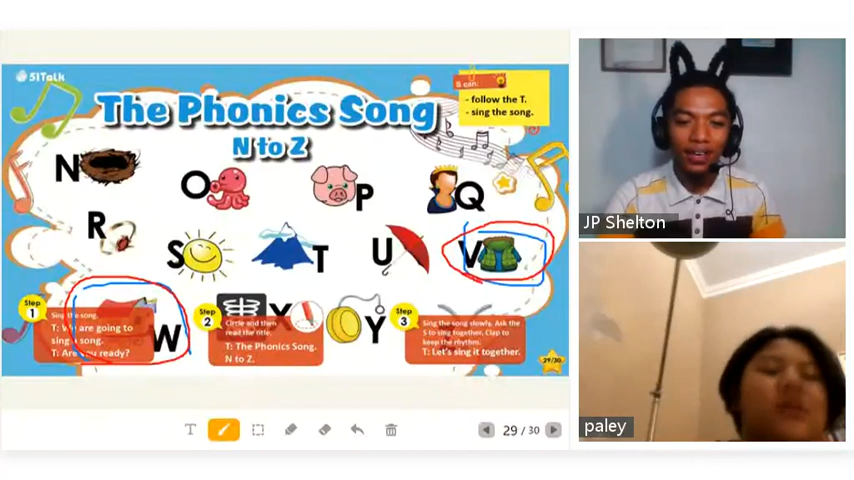 51Talk
The Phonics Song
N to Z
S can:
- follow the T.
- sing the song.
N
O
P
Q
R
S
T
U
V
W
X
Y
Step 1
Sing the song.
T: We are going to
sing a song.
T: Are you ready?
Step 2
Circle and then
read the title.
T: The Phonics Song.
N to Z.
Step 3
Sing the song slowly. Ask the
S to sing together. Clap to
keep the rhythm.
T: Let's sing it together.
29/30
T
29 / 30
JP Shelton
paley